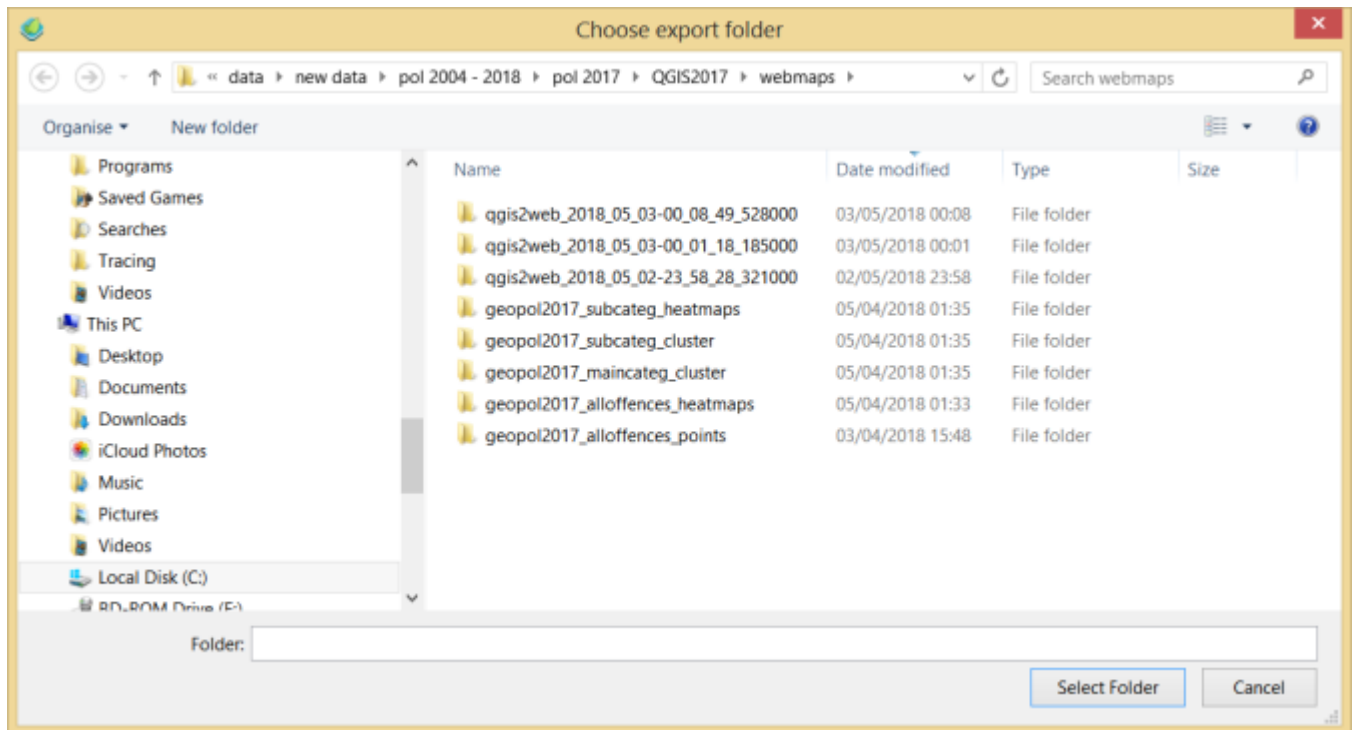 Choose export folder
« data ▸ new data ▸ pol 2004 - 2018 ▸ pol 2017 ▸ QGIS2017 ▸ webmaps ▸ Search webmaps
Organise New folder
Name Date modified Type Size
Programs
Saved Games
Searches
Tracing
Videos
This PC
Desktop
Documents
Downloads
iCloud Photos
Music
Pictures
Videos
Local Disk (C:)
BD-ROM Drive (E:)
qgis2web_2018_05_03-00_08_49_528000 03/05/2018 00:08 File folder
qgis2web_2018_05_03-00_01_18_185000 03/05/2018 00:01 File folder
qgis2web_2018_05_02-23_58_28_321000 02/05/2018 23:58 File folder
geopol2017_subcateg_heatmaps 05/04/2018 01:35 File folder
geopol2017_subcateg_cluster 05/04/2018 01:35 File folder
geopol2017_maincateg_cluster 05/04/2018 01:35 File folder
geopol2017_alloffences_heatmaps 05/04/2018 01:33 File folder
geopol2017_alloffences_points 03/04/2018 15:48 File folder
Folder:
Select Folder Cancel